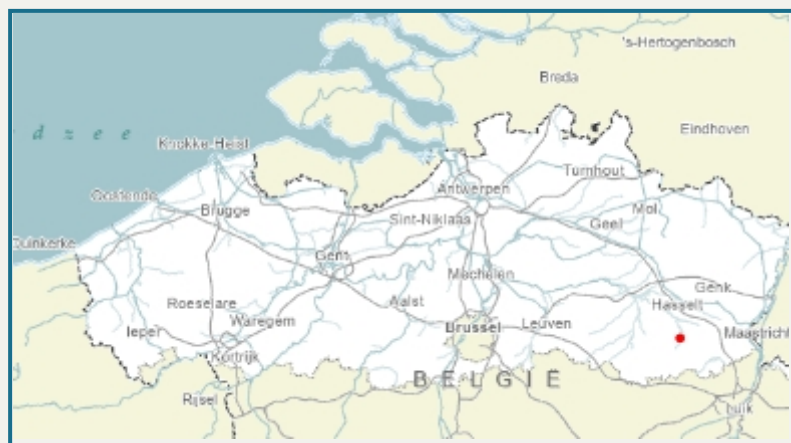 's-Hertogenbosch
Breda
Eindhoven
d z e e
Knokke-Heist
Turnhout
Antwerpen
Oostende
Mol
Brugge
Sint-Niklaas
Geel
Duinkerke
Gent
Mechelen
Genk
Roeselare
Aalst
Hasselt
Waregem
Brussel
Leuven
Maastricht
Ieper
Kortrijk
BELGIË
Rijsel
Luik